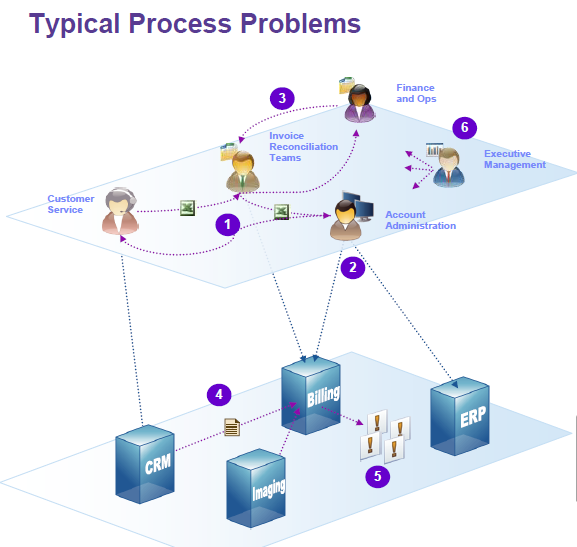 Typical Process Problems
3
Finance
and Ops
6
Invoice
Reconciliation
Teams
Executive
Management
Customer
Service
1
Account
Administration
2
4
Billing
ERP
CRM
Imaging
5